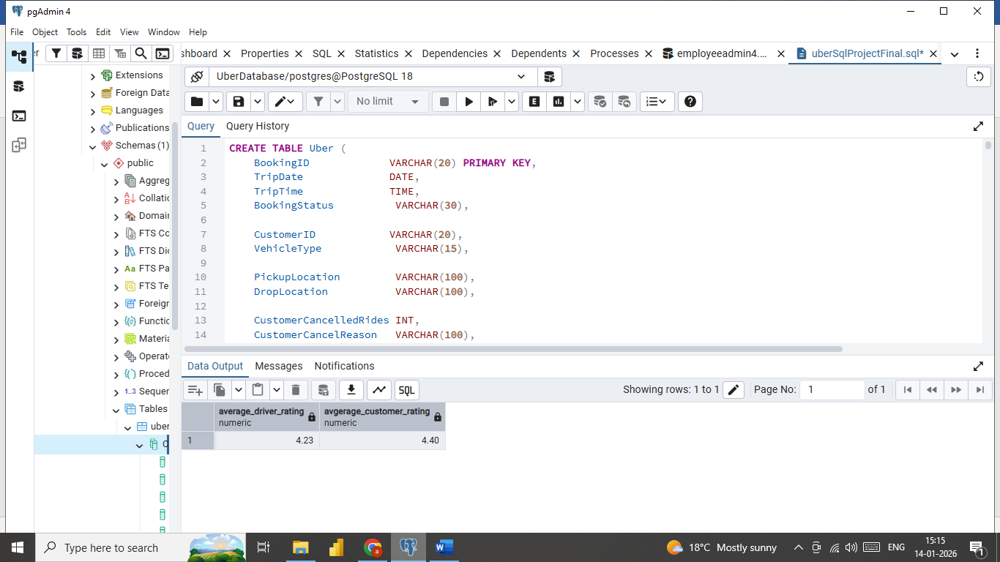 pgAdmin 4
File Object Tools Edit View Window Help
er
shboard Properties SQL Statistics Dependencies Dependents Processes employeeadmin4.... uberSqlProjectFinal.sql*
UberDatabase/postgres@PostgreSQL 18
No limit
E
Query Query History
1 CREATE TABLE Uber (
2 BookingID VARCHAR(20) PRIMARY KEY,
3 TripDate DATE,
4 TripTime TIME,
5 BookingStatus VARCHAR(30),
6
7 CustomerID VARCHAR(20),
8 VehicleType VARCHAR(15),
9
10 PickupLocation VARCHAR(100),
11 DropLocation VARCHAR(100),
12
13 CustomerCancelledRides INT,
14 CustomerCancelReason VARCHAR(100),
Extensions
Foreign Data
Languages
Publications
Schemas (1)
public
Aggreg
Collatic
Domair
FTS Co
FTS Dic
Aa FTS Pa
FTS Te
Foreigr
Functic
Materia
Operato
Proced
1..3 Sequer
Tables
uber
C
Data Output Messages Notifications
SQL Showing rows: 1 to 1 Page No: 1 of 1
average_driver_rating avgerage_customer_rating
numeric numeric
1 4.23 4.40
Type here to search
18°C Mostly sunny ENG
15:15
14-01-2026
1